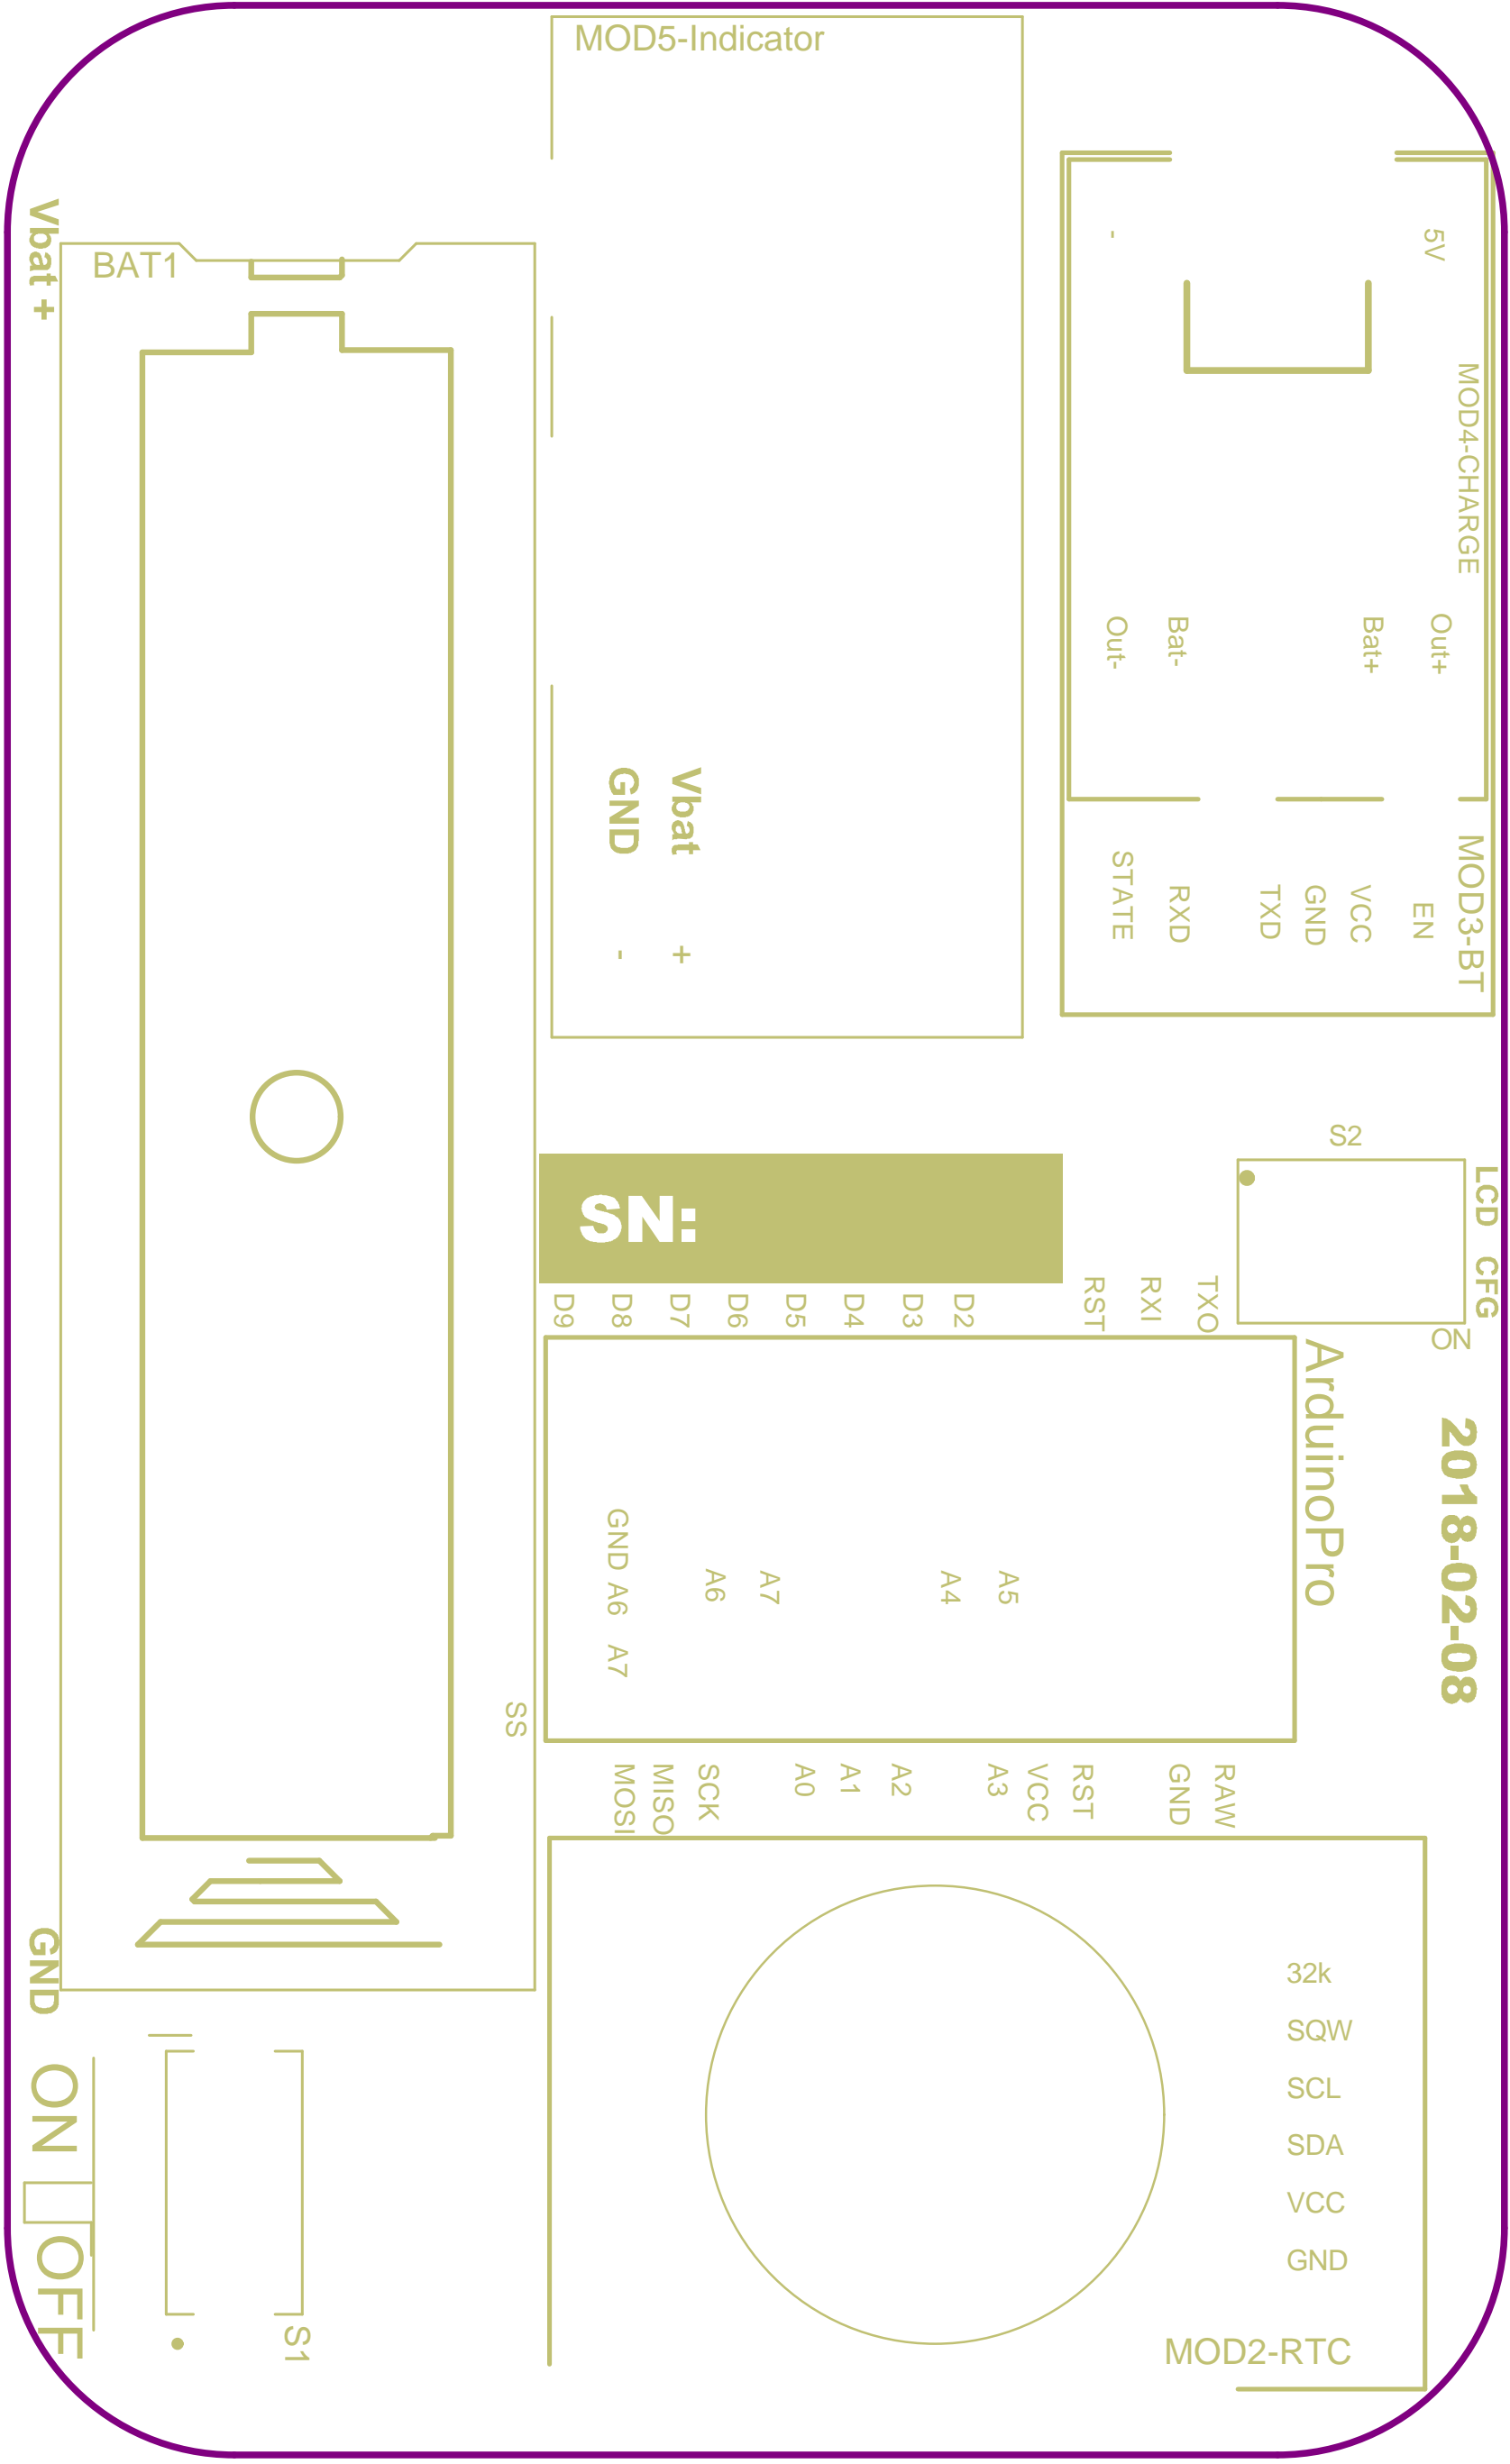 MOD5-Indicator
Vbat +
BAT1
-
5V
MOD4-CHARGE
Out-
Bat-
Bat+
Out+
GND
Vbat
-
+
STATE
RXD
TXD
GND
VCC
EN
MOD3-BT
S2
LCD CFG
ON
SN:
D9
D8
D7
D6
D5
D4
D3
D2
RST
RXI
TXO
ArduinoPro
2018-02-08
GND A6 A7
A6
A7
A4
A5
SS
MOSI
MISO
SCK
A0
A1
A2
A3
VCC
RST
GND
RAW
GND
32k
SQW
SCL
SDA
VCC
GND
MOD2-RTC
ON
OFF
S1